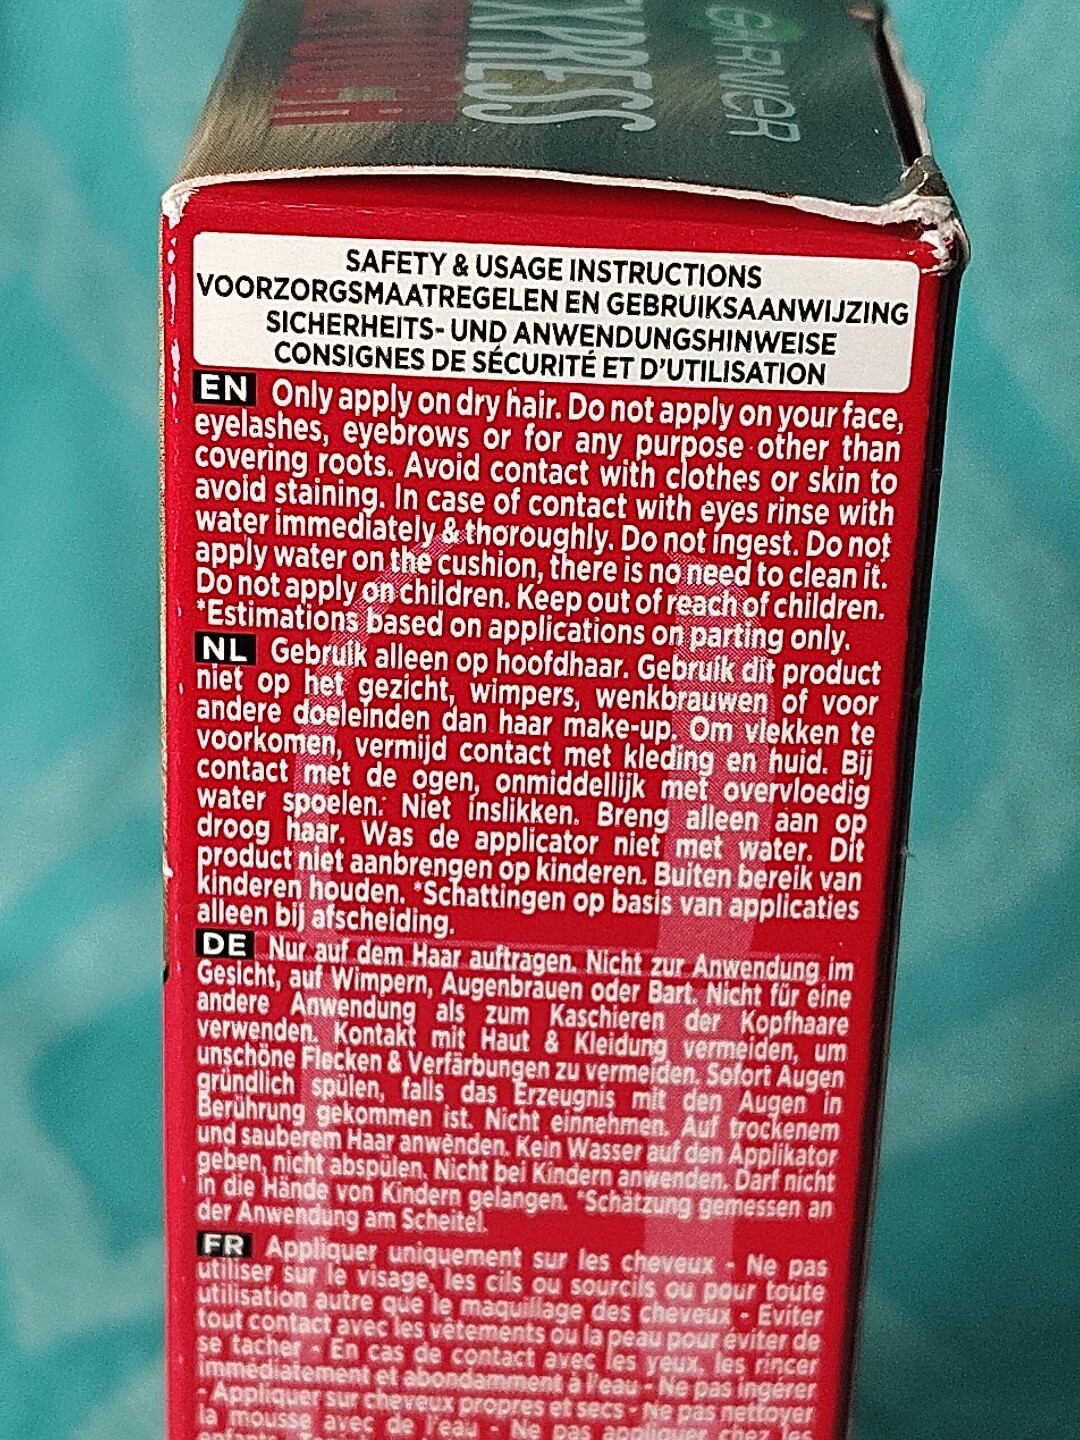 GARNIER
EXPRESS
SAFETY & USAGE INSTRUCTIONS
VOORZORGSMAATREGELEN EN GEBRUIKSAANWIJZING
SICHERHEITS- UND ANWENDUNGSHINWEISE
CONSIGNES DE SÉCURITÉ ET D'UTILISATION
EN Only apply on dry hair. Do not apply on your face,
eyelashes, eyebrows or for any purpose other than
covering roots. Avoid contact with clothes or skin to
avoid staining. In case of contact with eyes rinse with
water immediately & thoroughly. Do not ingest. Do not
apply water on the cushion, there is no need to clean it.
Do not apply on children. Keep out of reach of children.
*Estimations based on applications on parting only.
NL Gebruik alleen op hoofdhaar. Gebruik dit product
niet op het gezicht, wimpers, wenkbrauwen of voor
andere doeleinden dan haar make-up. Om vlekken te
voorkomen, vermijd contact met kleding en huid. Bij
contact met de ogen, onmiddellijk met overvloedig
water spoelen. Niet inslikken. Breng alleen aan op
droog haar. Was de applicator niet met water. Dit
product niet aanbrengen op kinderen. Buiten bereik van
kinderen houden. *Schattingen op basis van applicaties
alleen bij afscheiding.
DE Nur auf dem Haar auftragen. Nicht zur Anwendung im
Gesicht, auf Wimpern, Augenbrauen oder Bart. Nicht für eine
andere Anwendung als zum Kaschieren der Kopfhaare
verwenden. Kontakt mit Haut & Kleidung vermeiden, um
unschöne Flecken & Verfärbungen zu vermeiden. Sofort Augen
gründlich spülen, falls das Erzeugnis mit den Augen in
Berührung gekommen ist. Nicht einnehmen. Auf trockenem
und sauberem Haar anwenden. Kein Wasser auf den Applikator
geben, nicht abspülen. Nicht bei Kindern anwenden. Darf nicht
in die Hände von Kindern gelangen. *Schätzung gemessen an
der Anwendung am Scheitel.
FR Appliquer uniquement sur les cheveux - Ne pas
utiliser sur le visage, les cils ou sourcils ou pour toute
utilisation autre que le maquillage des cheveux - Eviter
tout contact avec les vêtements ou la peau pour éviter de
se tacher - En cas de contact avec les yeux, les rincer
immédiatement et abondamment à l'eau - Ne pas ingérer
- Appliquer sur cheveux propres et secs - Ne pas nettoyer
la mousse avec de l'eau - Ne pas appliquer chez les